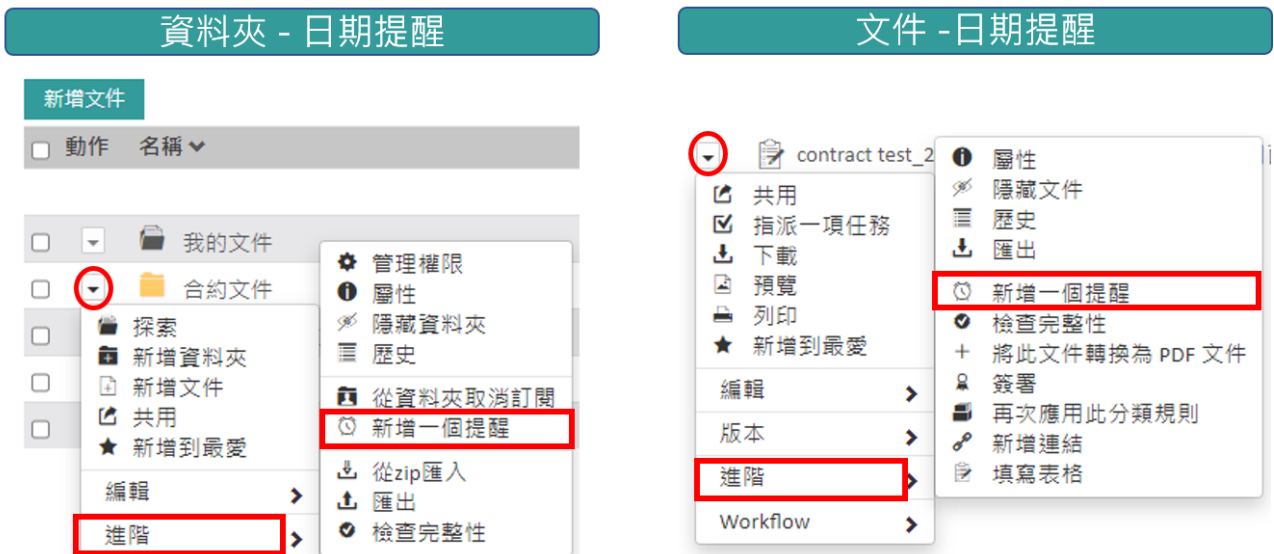 資料夾 - 日期提醒
新增文件
動作 名稱
我的文件
合約文件
探索
新增資料夾
新增文件
共用
新增到最愛
編輯
進階
管理權限
屬性
隱藏資料夾
歷史
從資料夾取消訂閱
新增一個提醒
從zip匯入
匯出
檢查完整性
文件 -日期提醒
contract test_2
共用
指派一項任務
下載
預覽
列印
新增到最愛
編輯
版本
進階
Workflow
屬性
隱藏文件
歷史
匯出
新增一個提醒
檢查完整性
將此文件轉換為 PDF 文件
簽署
再次應用此分類規則
新增連結
填寫表格